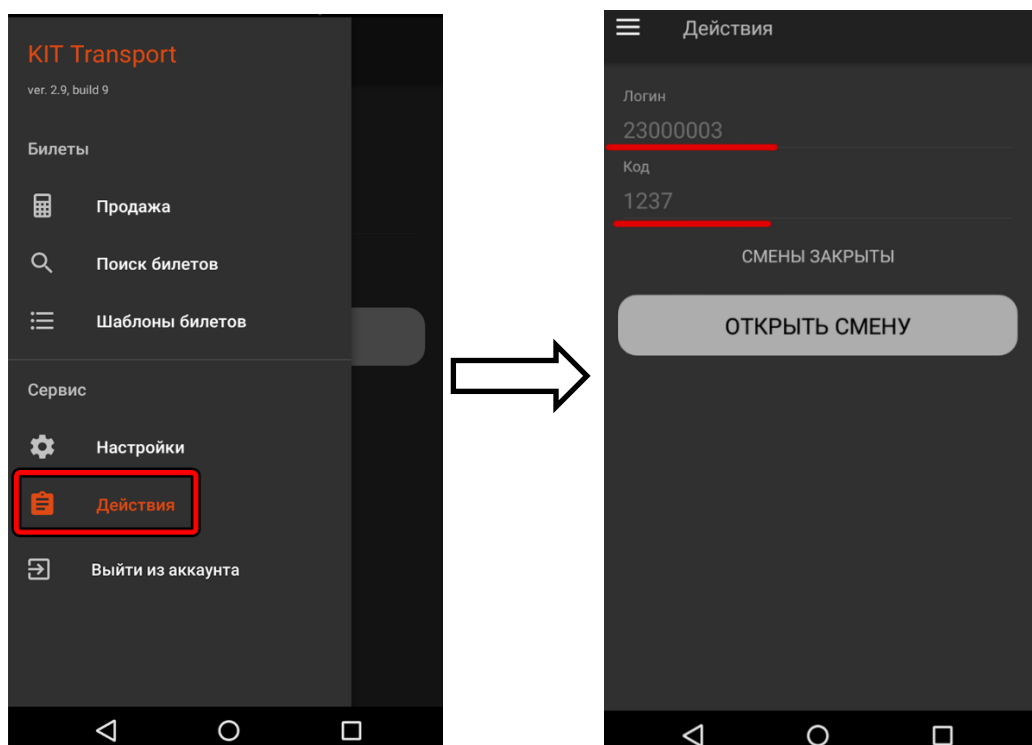 KIT Transport
ver. 2.9, build 9
Билеты
Продажа
Поиск билетов
Шаблоны билетов
Сервис
Настройки
Действия
Выйти из аккаунта
Действия
Логин
23000003
Код
1237
СМЕНЫ ЗАКРЫТЫ
ОТКРЫТЬ СМЕНУ